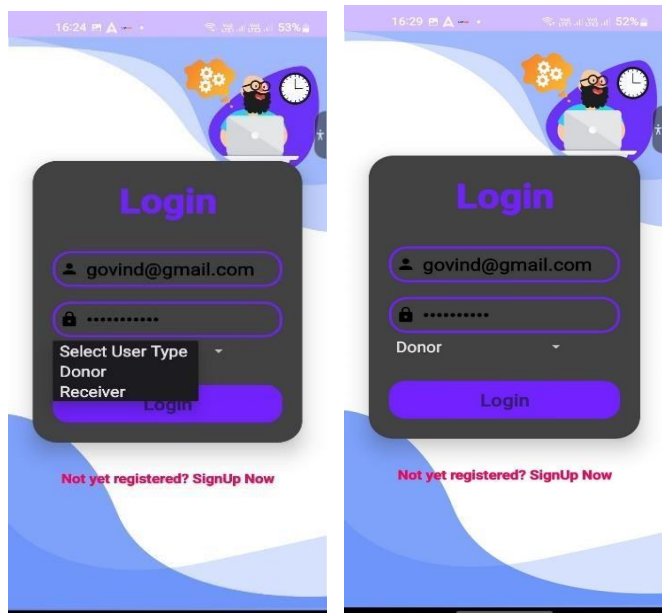 16:24
53%
Login
govind@gmail.com
•••••••••••
Select User Type
Donor
Receiver
Login
Not yet registered? SignUp Now
16:29
52%
Login
govind@gmail.com
••••••••••
Donor
Login
Not yet registered? SignUp Now